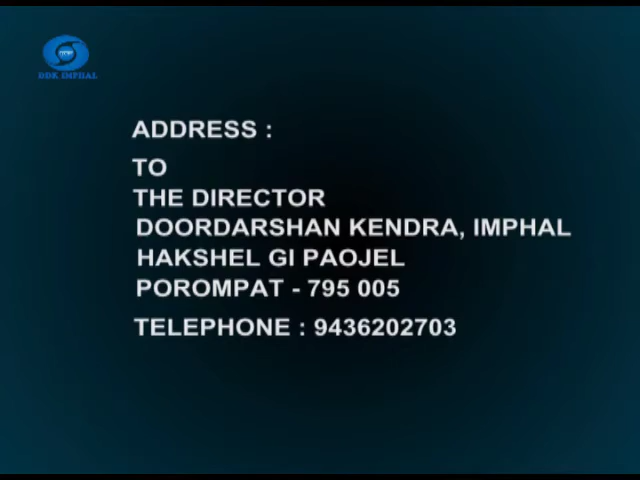 DDK IMPHAL
ADDRESS :
TO
THE DIRECTOR
DOORDARSHAN KENDRA, IMPHAL
HAKSHEL GI PAOJEL
POROMPAT - 795 005
TELEPHONE : 9436202703